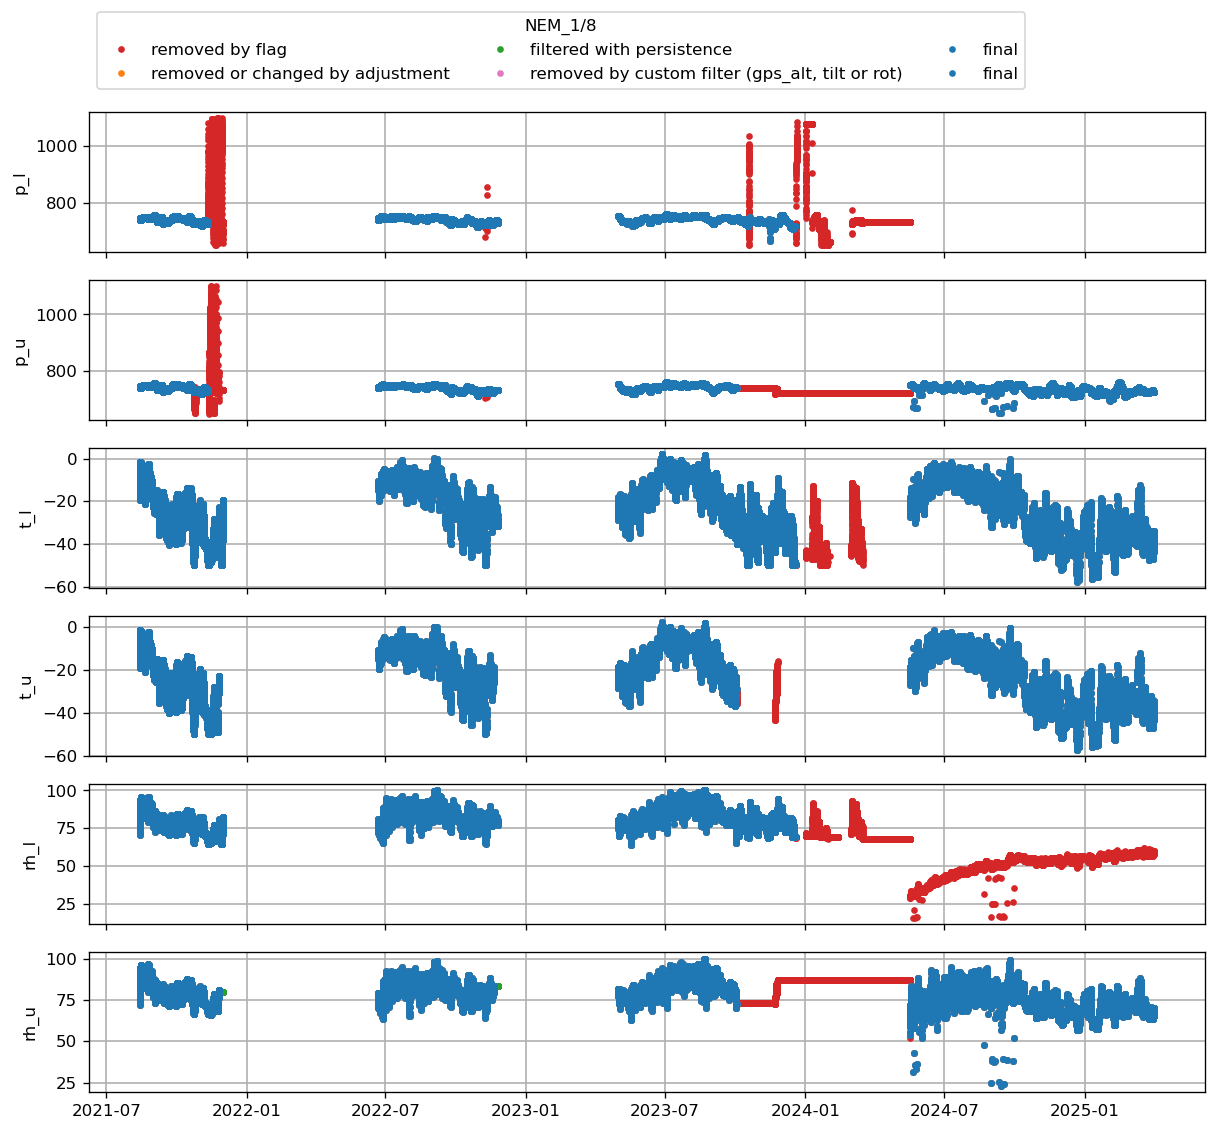 NEM_1/8
removed by flag
filtered with persistence
final
removed or changed by adjustment
removed by custom filter (gps_alt, tilt or rot)
final
1000
800
p_l
1000
800
p_u
0
−20
−40
−60
t_l
0
−20
−40
−60
t_u
100
75
50
25
rh_l
100
75
50
25
rh_u
2021-07
2022-01
2022-07
2023-01
2023-07
2024-01
2024-07
2025-01